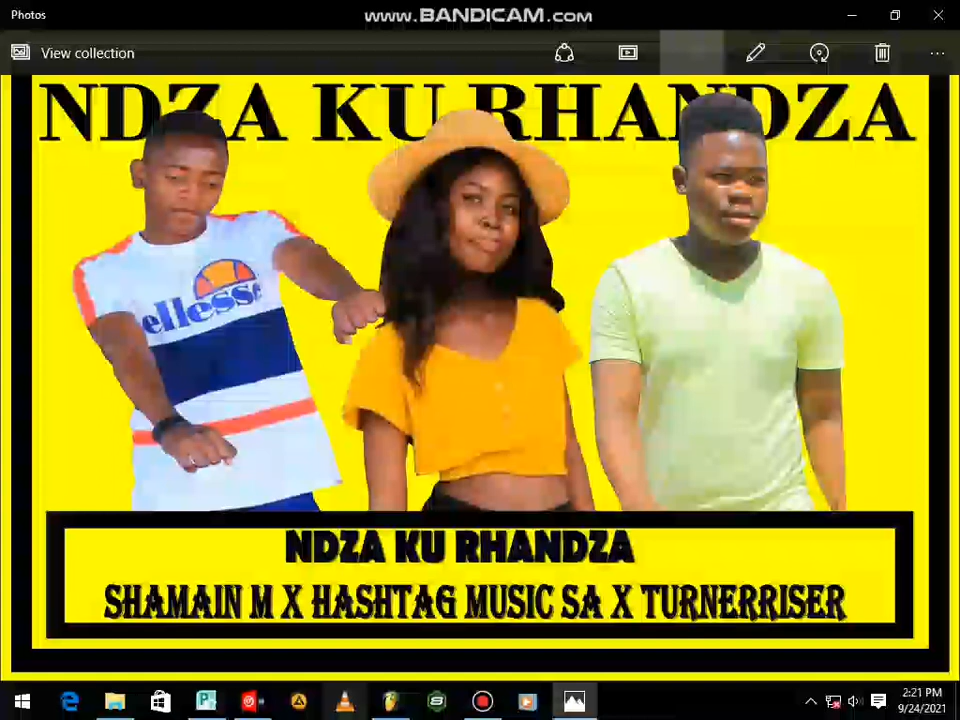 Photos
www.BANDICAM.com
View collection
NDZA KU RHANDZA
ellesse
NDZA KU RHANDZA
SHAMAIN M X HASHTAG MUSIC SA X TURNERRISER
2:21 PM
9/24/2021